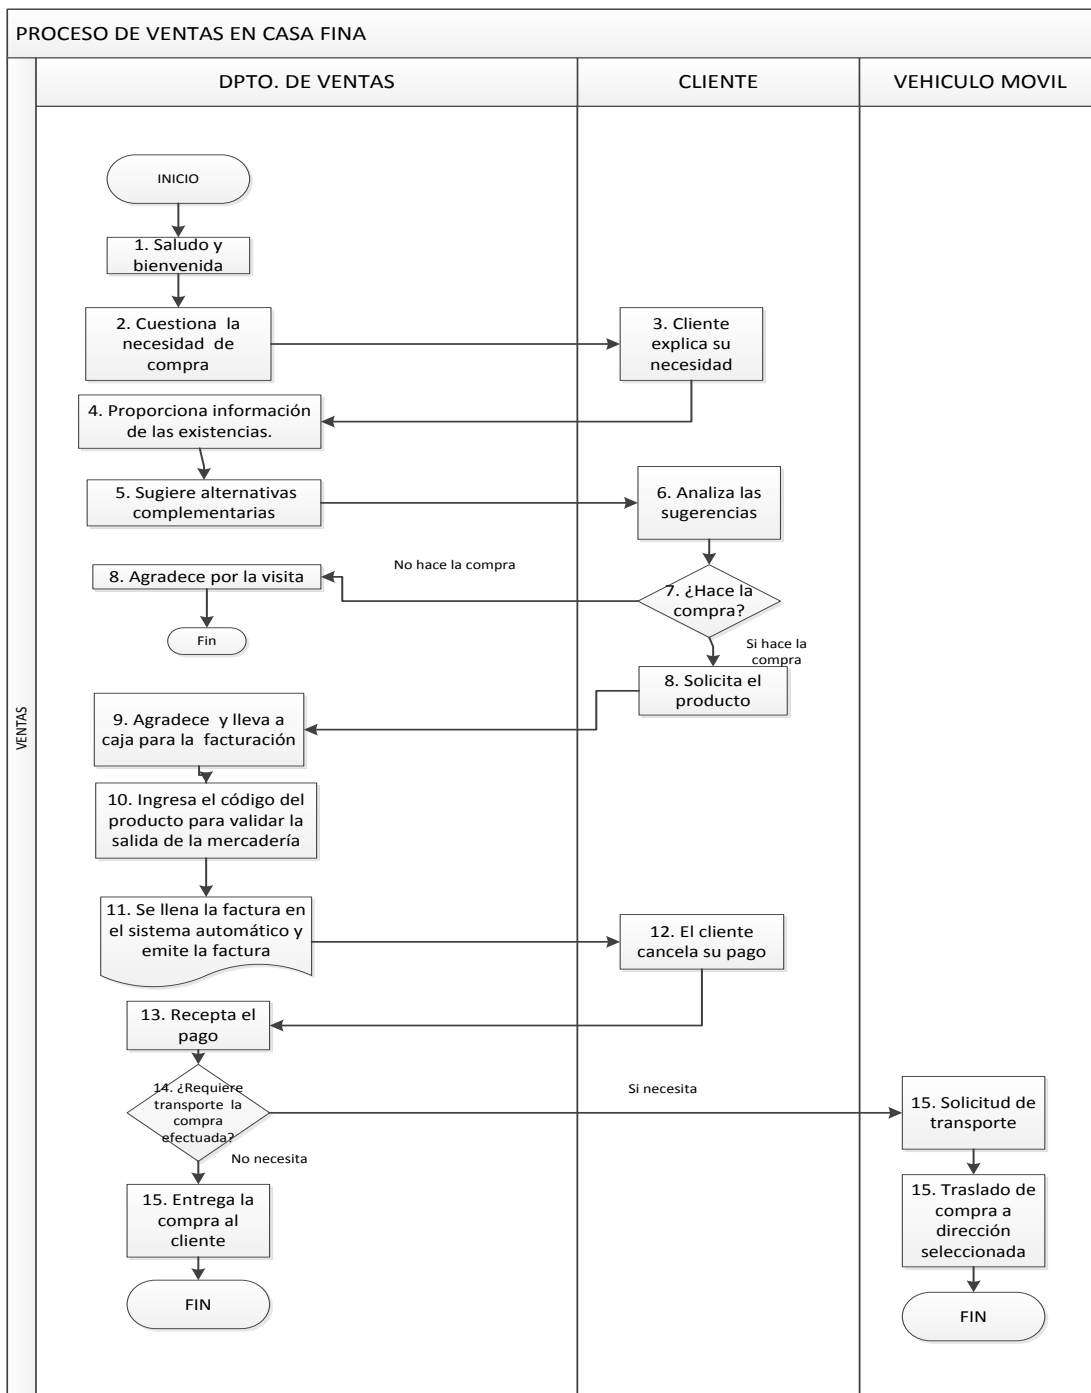 PROCESO DE VENTAS EN CASA FINA
DPTO. DE VENTAS
CLIENTE
VEHICULO MOVIL
VENTAS
INICIO
1. Saludo y
bienvenida
2. Cuestiona la
necesidad de
compra
3. Cliente
explica su
necesidad
4. Proporciona información
de las existencias.
5. Sugiere alternativas
complementarias
6. Analiza las
sugerencias
No hace la compra
7. ¿Hace la
compra?
8. Agradece por la visita
Fin
Si hace la
compra
8. Solicita el
producto
9. Agradece y lleva a
caja para la facturación
10. Ingresa el código del
producto para validar la
salida de la mercadería
11. Se llena la factura en
el sistema automático y
emite la factura
12. El cliente
cancela su pago
13. Recepta el
pago
14. ¿Requiere
transporte la
compra
efectuada?
Si necesita
15. Solicitud de
transporte
No necesita
15. Entrega la
compra al
cliente
15. Traslado de
compra a
dirección
seleccionada
FIN
FIN